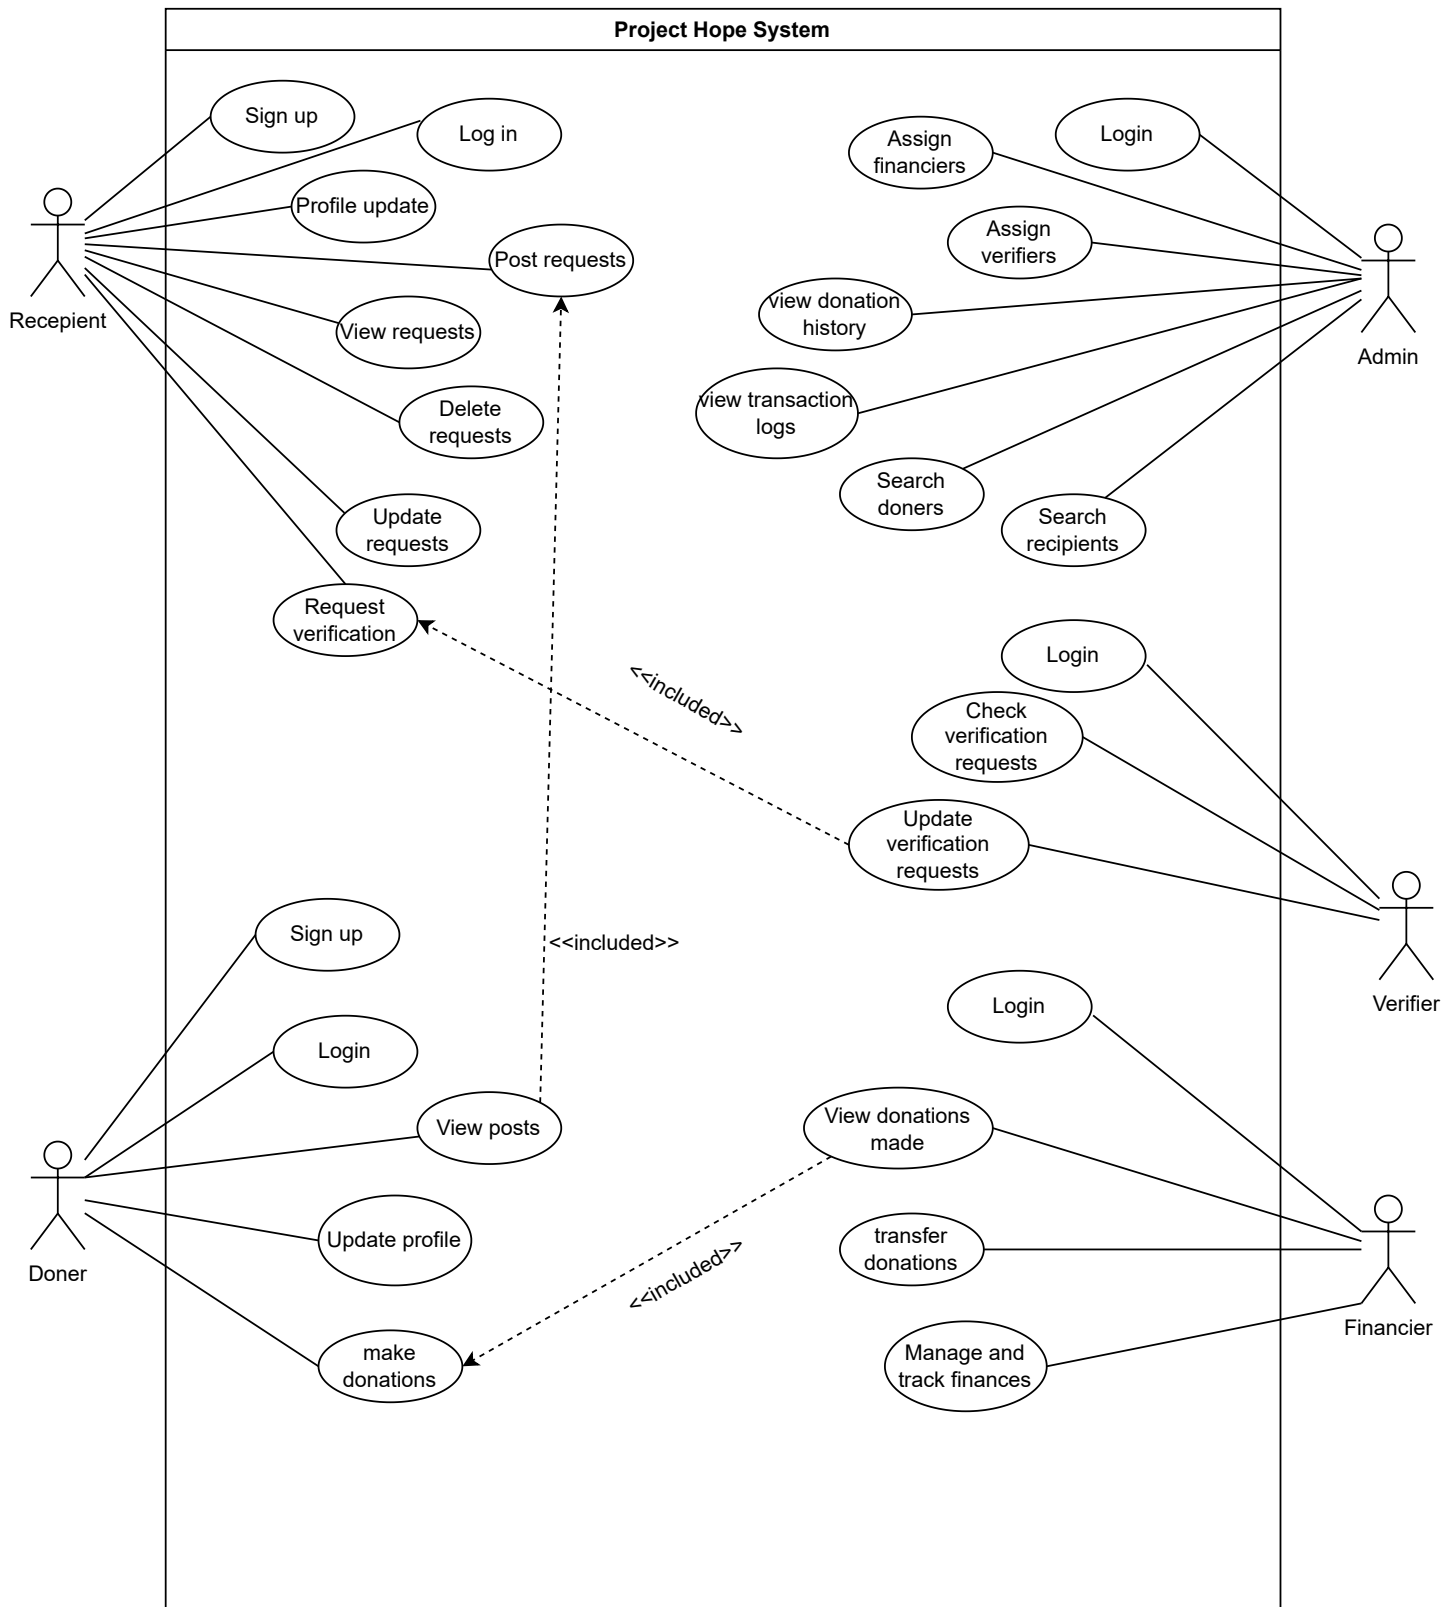 Project Hope System
Sign up
Log in
Profile update
Post requests
Recepient
View requests
Delete
requests
Update
requests
Request
verification
Assign
financiers
Login
Assign
verifiers
view donation
history
Admin
view transaction
logs
Search
doners
Search
recipients
<<included>>
Login
Check
verification
requests
Update
verification
requests
Verifier
<<included>>
Sign up
Login
View posts
Doner
Update profile
make
donations
<<included>>
Login
View donations
made
transfer
donations
Financier
Manage and
track finances